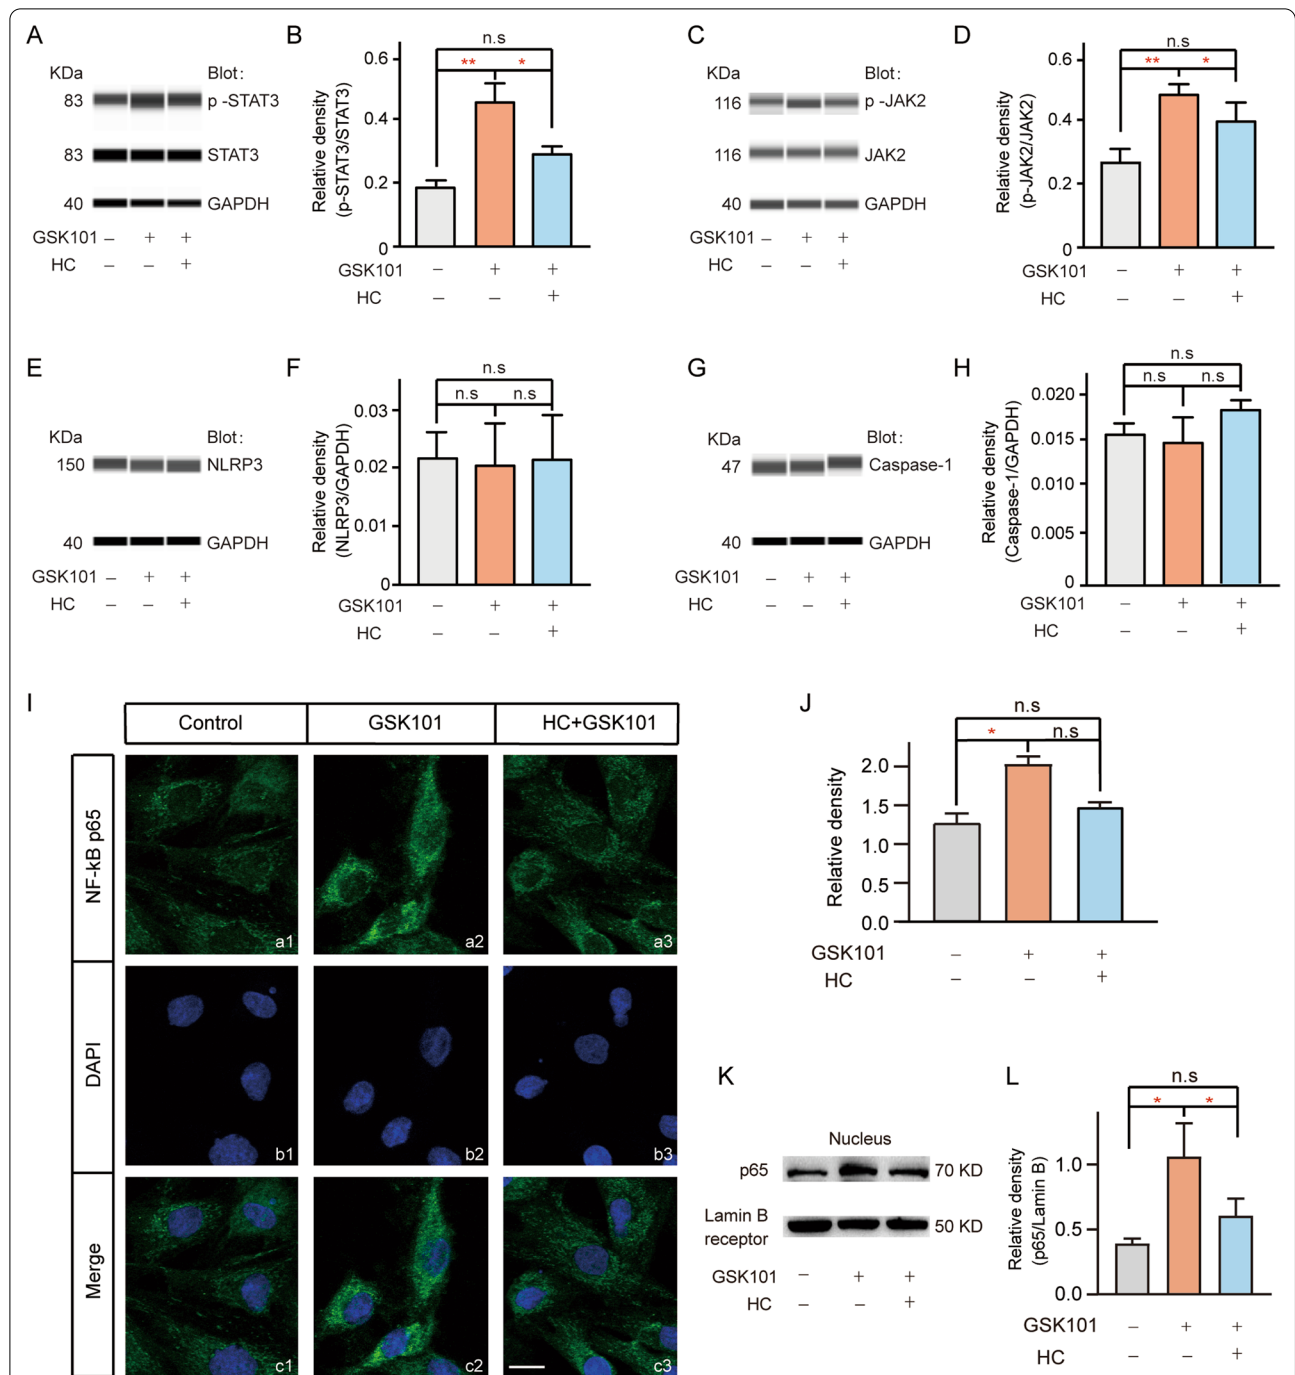 A
KDa Blot:
83 p -STAT3
83 STAT3
40 GAPDH
GSK101 – + +
HC – – +
B
n.s
** *
Relative density
(p-STAT3/STAT3)
0.6
0.4
0.2
0
GSK101 – + +
HC – – +
C
KDa Blot:
116 p -JAK2
116 JAK2
40 GAPDH
GSK101 – + +
HC – – +
D
n.s
** *
Relative density
(p-JAK2/JAK2)
0.6
0.4
0.2
0
GSK101 – + +
HC – – +
E
KDa Blot:
150 NLRP3
40 GAPDH
GSK101 – + +
HC – – +
F
n.s
n.s n.s
Relative density
(NLRP3/GAPDH)
0.03
0.02
0.01
0
GSK101 – + +
HC – – +
G
KDa Blot:
47 Caspase-1
40 GAPDH
GSK101 – + +
HC – – +
H
n.s
n.s n.s
Relative density
(Caspase-1/GAPDH)
0.020
0.015
0.010
0.005
0
GSK101 – + +
HC – – +
I
Control GSK101 HC+GSK101
NF-kB p65
a1 a2 a3
DAPI
b1 b2 b3
Merge
c1 c2 c3
J
n.s
* n.s
Relative density
2.0
1.5
1.0
0.5
0.0
GSK101 – + +
HC – – +
K
Nucleus
p65 70 KD
Lamin B
receptor 50 KD
GSK101 – + +
HC – – +
L
n.s
* *
Relative density
(p65/Lamin B)
1.0
0.5
0.0
GSK101 – + +
HC – – +